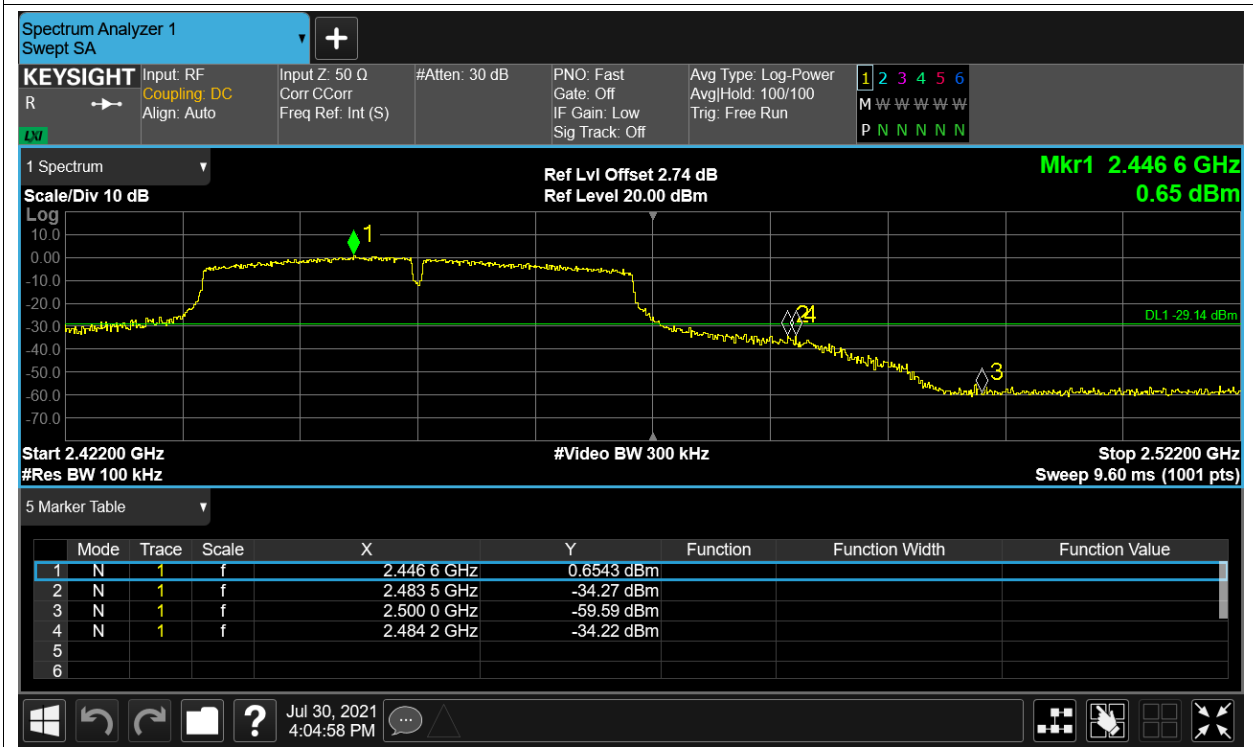 Spectrum Analyzer 1
Swept SA
+
KEYSIGHT Input: RF Input Z: 50 Ω #Atten: 30 dB PNO: Fast Avg Type: Log-Power 1 2 3 4 5 6
R Coupling: DC Corr CCorr Gate: Off Avg|Hold: 100/100 M W W W W W
Align: Auto Freq Ref: Int (S) IF Gain: Low Trig: Free Run
LXI Sig Track: Off P N N N N N
1 Spectrum Ref Lvl Offset 2.74 dB Mkr1 2.446 6 GHz
Scale/Div 10 dB Ref Level 20.00 dBm 0.65 dBm
Log
10.0
1
0.00
-10.0
-20.0
2 4
DL1 -29.14 dBm
-30.0
-40.0
-50.0
3
-60.0
-70.0
Start 2.42200 GHz #Video BW 300 kHz Stop 2.52200 GHz
#Res BW 100 kHz Sweep 9.60 ms (1001 pts)
5 Marker Table
Mode Trace Scale X Y Function Function Width Function Value
1 N 1 f 2.446 6 GHz 0.6543 dBm
2 N 1 f 2.483 5 GHz -34.27 dBm
3 N 1 f 2.500 0 GHz -59.59 dBm
4 N 1 f 2.484 2 GHz -34.22 dBm
5
6
? Jul 30, 2021
4:04:58 PM